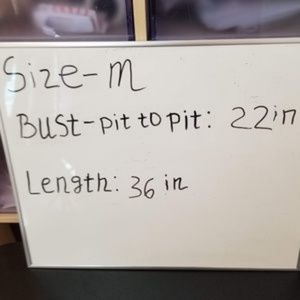 Size-M
Bust-pit to pit: 22in
Length: 36 in